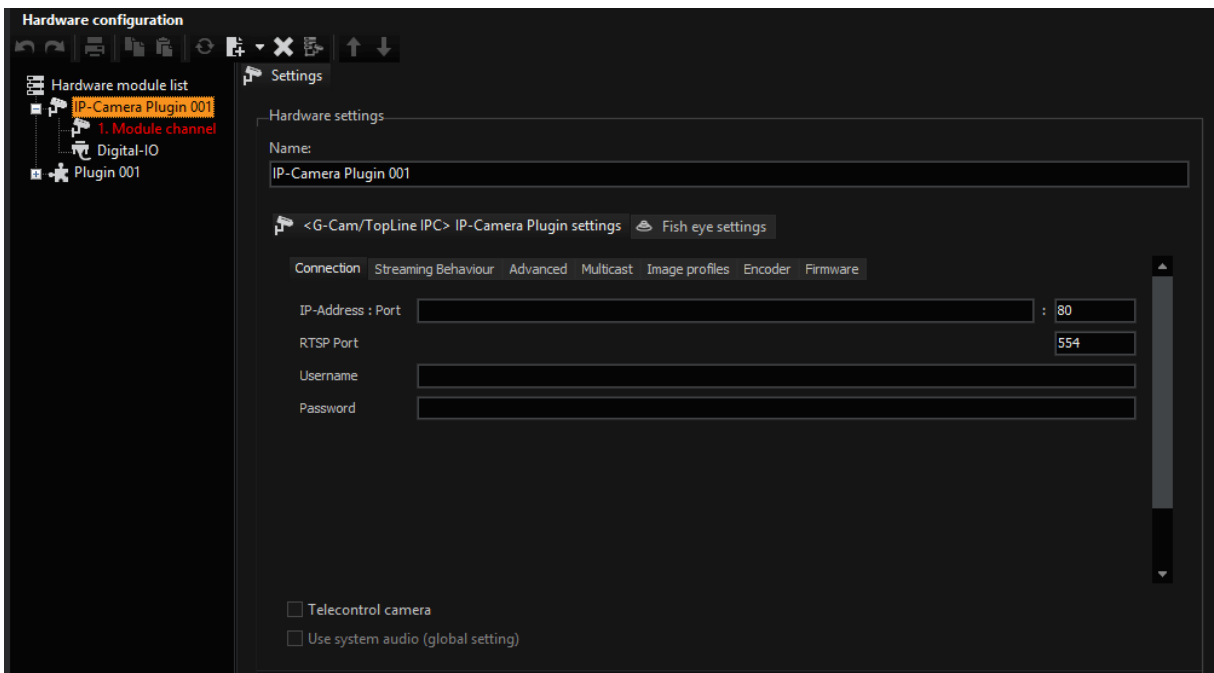 Hardware configuration
Hardware module list
IP-Camera Plugin 001
1. Module channel
Digital-IO
Plugin 001
Settings
Hardware settings
Name:
IP-Camera Plugin 001
<G-Cam/TopLine IPC> IP-Camera Plugin settings Fish eye settings
Connection Streaming Behaviour Advanced Multicast Image profiles Encoder Firmware
IP-Address : Port : 80
RTSP Port 554
Username
Password
Telecontrol camera
Use system audio (global setting)